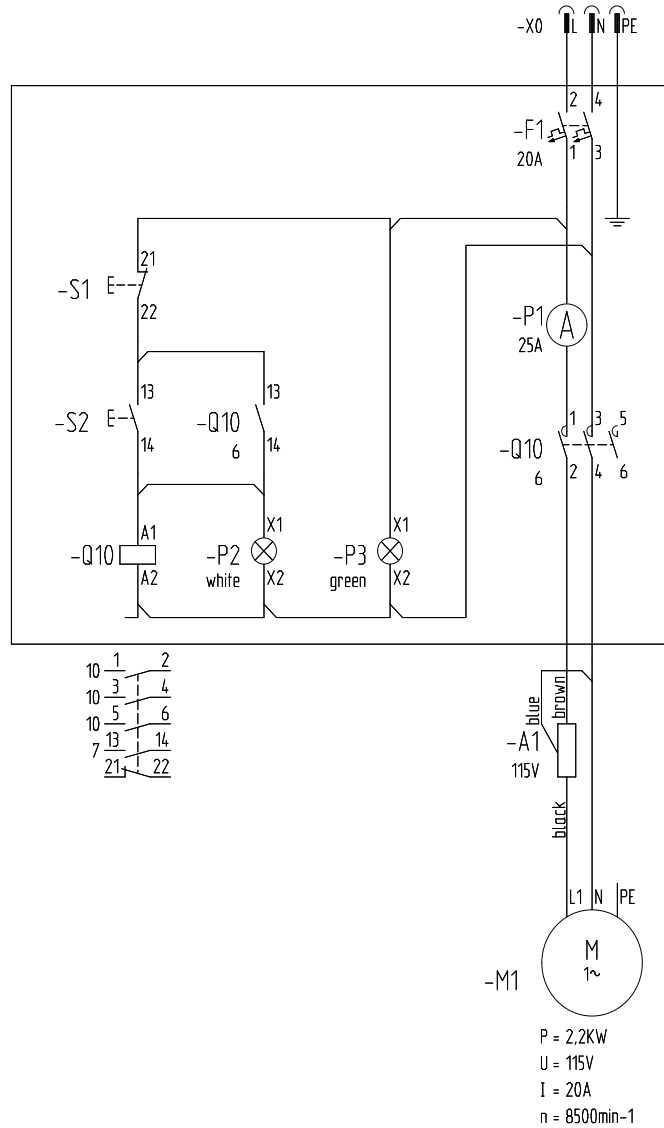 -X0 L N PE
2 4
-F1
20A 1 3
21
-S1 E
22
-P1 A
25A
13 13
-S2 E -Q10
14 6 14
1 3 5
-Q10
6 2 4 6
A1 X1 X1
-Q10 -P2 -P3
A2 white X2 green X2
10 1 2
10 3 4
10 5 6
7 13 14
21 22
blue brown
-A1
115V
black
L1 N PE
M
1~
-M1
P = 2,2KW
U = 115V
I = 20A
n = 8500min-1